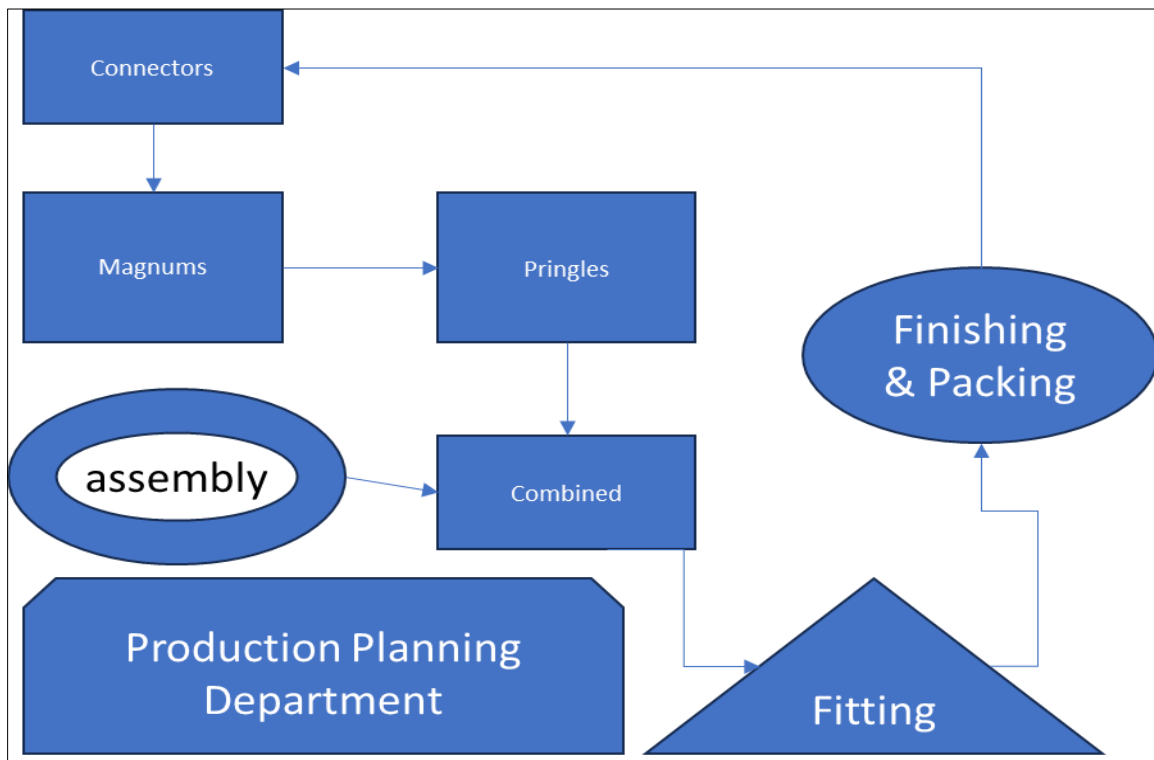 Connectors
Magnums
Pringles
Finishing
& Packing
assembly
Combined
Production Planning
Department
Fitting